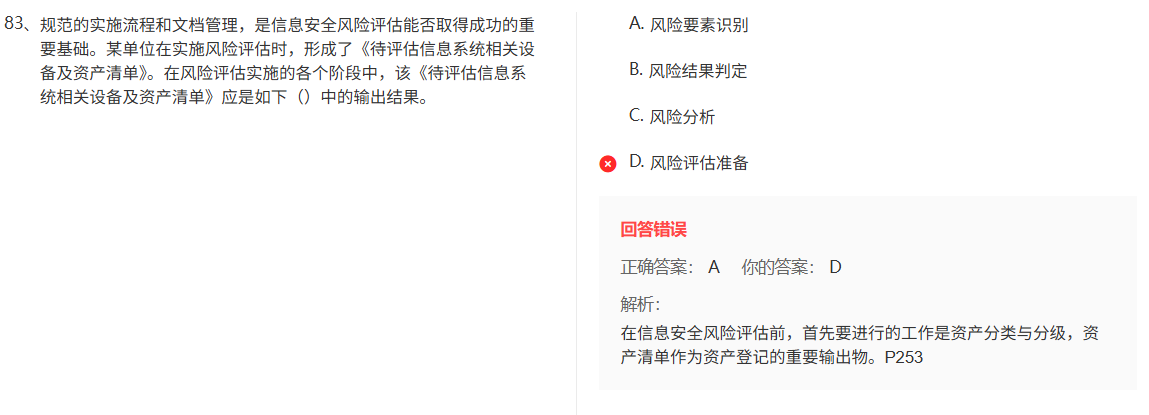 83、规范的实施流程和文档管理，是信息安全风险评估能否取得成功的重
要基础。某单位在实施风险评估时，形成了《待评估信息系统相关设
备及资产清单》。在风险评估实施的各个阶段中，该《待评估信息系
统相关设备及资产清单》应是如下（）中的输出结果。
A. 风险要素识别
B. 风险结果判定
C. 风险分析
D. 风险评估准备
回答错误
正确答案： A 你的答案： D
解析：
在信息安全风险评估前，首先要进行的工作是资产分类与分级，资
产清单作为资产登记的重要输出物。P253